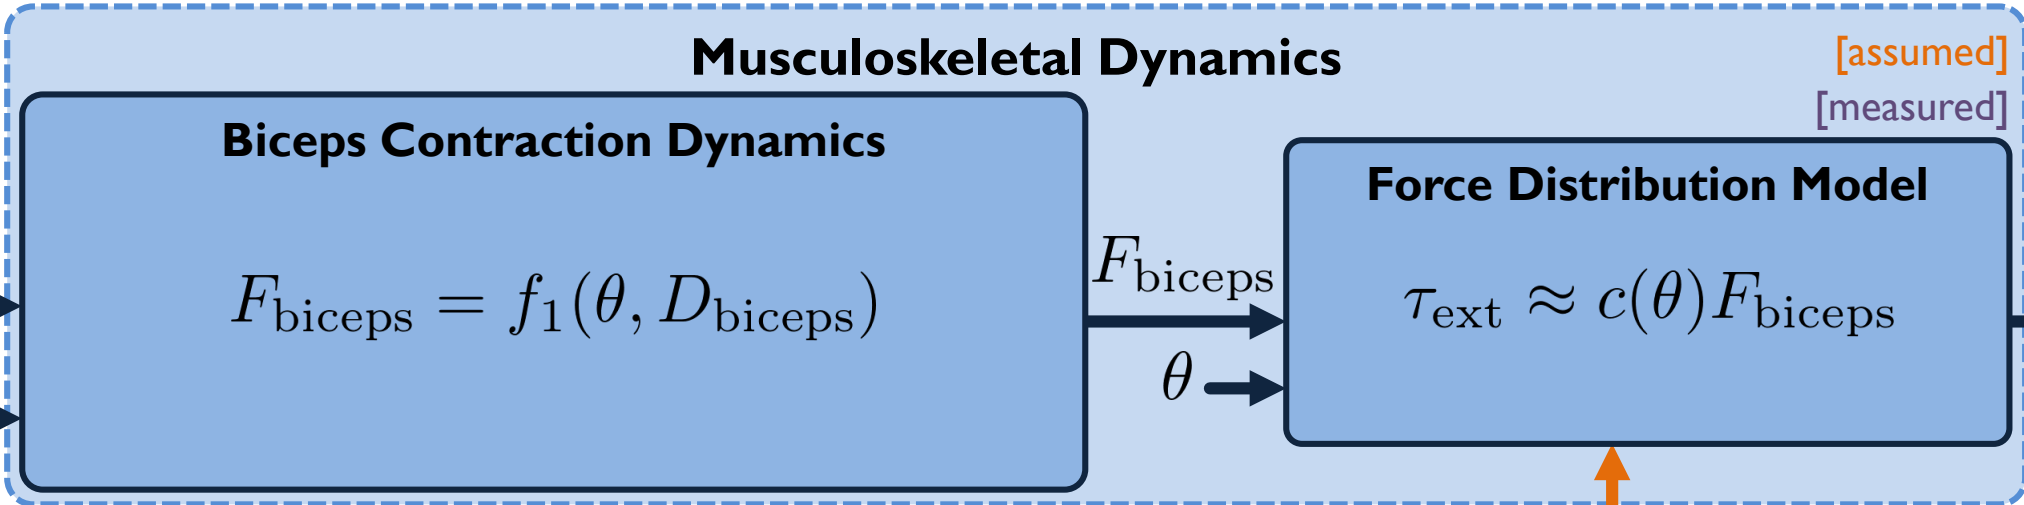 Musculoskeletal Dynamics
[assumed]
[measured]
Biceps Contraction Dynamics
F_biceps = f_1(θ, D_biceps)
F_biceps
θ
Force Distribution Model
τ_ext ≈ c(θ)F_biceps